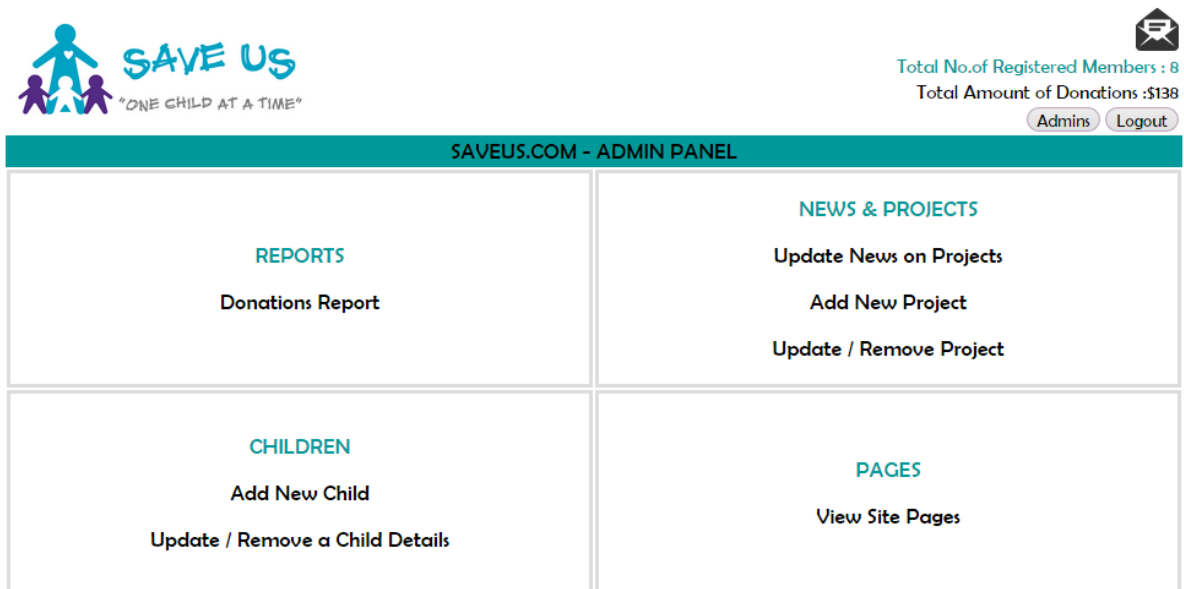 SAVE US
"ONE CHILD AT A TIME"
Total No.of Registered Members : 8
Total Amount of Donations :$138
Admins Logout
SAVEUS.COM - ADMIN PANEL
REPORTS
Donations Report
NEWS & PROJECTS
Update News on Projects
Add New Project
Update / Remove Project
CHILDREN
Add New Child
Update / Remove a Child Details
PAGES
View Site Pages